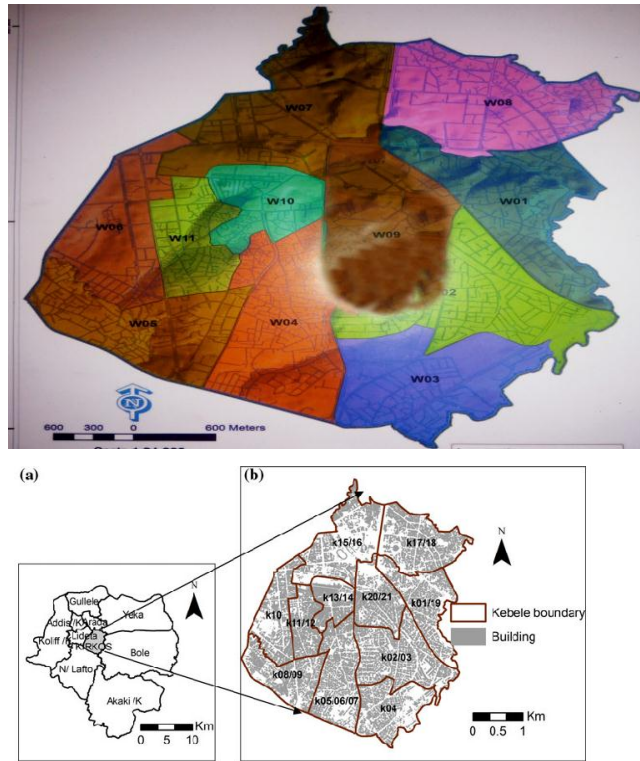 W07
W08
W10
W01
W06
W11
W09
02
W05
W04
W03
N
600 300 0 600 Meters
(a)
(b)
N
Gullele
Yeka
Addis/K
Arada
Lideta
KIRKOS
Bole
N/ Lafto
Akaki /K
Km
0 5 10
N
k15/16
k17/18
k13/14
k20/21
k01/19
k10
k11/12
k02/03
k08/09
k05/06/07
k04
Kebele boundary
Building
Km
0 0.5 1